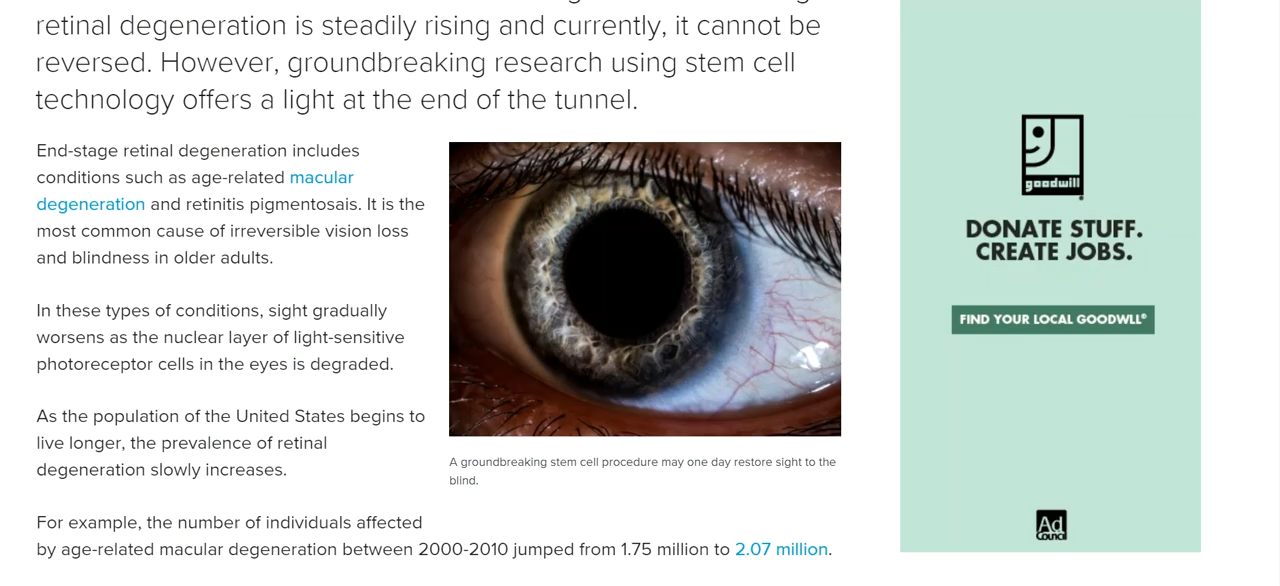 retinal degeneration is steadily rising and currently, it cannot be
reversed. However, groundbreaking research using stem cell
technology offers a light at the end of the tunnel.
End-stage retinal degeneration includes
conditions such as age-related macular
degeneration and retinitis pigmentosais. It is the
most common cause of irreversible vision loss
and blindness in older adults.
In these types of conditions, sight gradually
worsens as the nuclear layer of light-sensitive
photoreceptor cells in the eyes is degraded.
As the population of the United States begins to
live longer, the prevalence of retinal
degeneration slowly increases.
For example, the number of individuals affected
by age-related macular degeneration between 2000-2010 jumped from 1.75 million to 2.07 million.
A groundbreaking stem cell procedure may one day restore sight to the
blind.
goodwill
DONATE STUFF.
CREATE JOBS.
FIND YOUR LOCAL GOODWLL®
Ad
Council